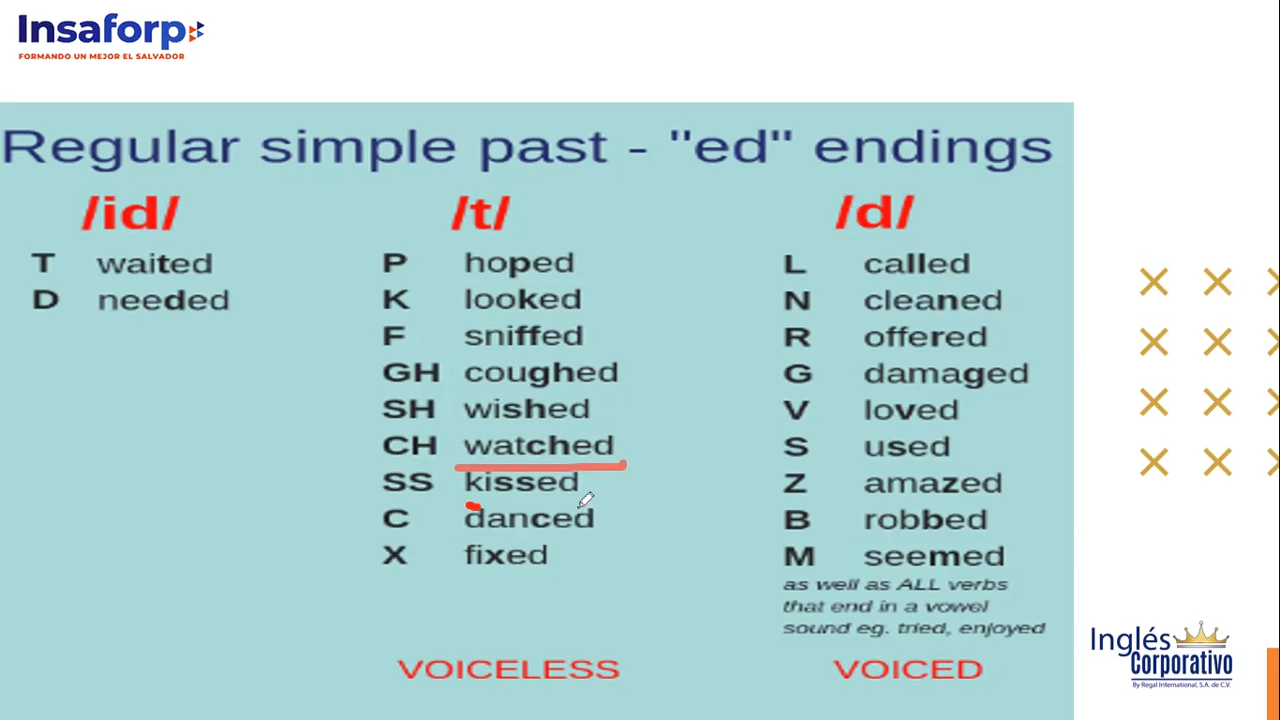 Insaforp
FORMANDO UN MEJOR EL SALVADOR
Regular simple past - "ed" endings
/id/
T waited
D needed
/t/
P hoped
K looked
F sniffed
GH coughed
SH wished
CH watched
SS kissed
C danced
X fixed
VOICELESS
/d/
L called
N cleaned
R offered
G damaged
V loved
S used
Z amazed
B robbed
M seemed
as well as ALL verbs
that end in a vowel
sound eg. tried, enjoyed
VOICED
Inglés
Corporativo
By Regal International, S.A. de C.V.